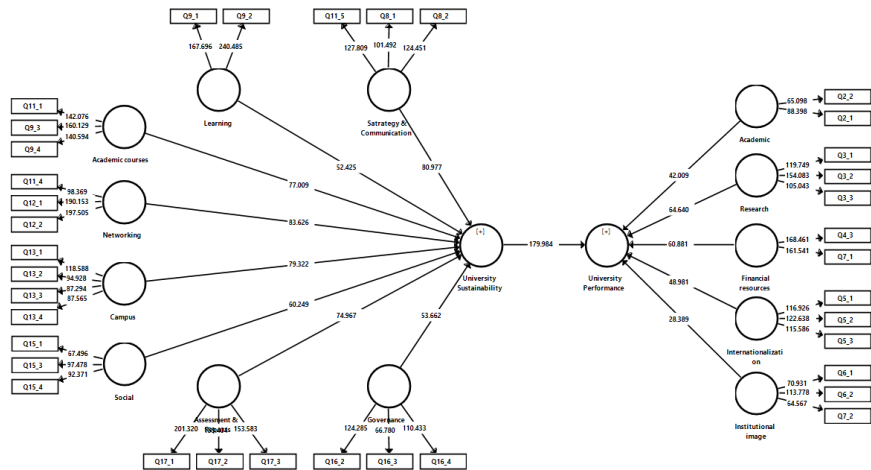 Q9_1
Q9_2
Q11_5
Q8_1
Q8_2
167.696
240.485
127.809
101.492
124.451
Learning
Satrategy &
Communication
Q11_1
Q9_3
Q9_4
142.076
160.129
140.594
Academic courses
Q11_4
Q12_1
Q12_2
98.369
190.153
197.505
Networking
Q13_1
Q13_2
Q13_3
Q13_4
118.588
94.928
87.294
87.565
Campus
Q15_1
Q15_3
Q15_4
67.496
97.478
92.371
Social
52.425
80.977
77.009
83.626
79.322
60.249
74.967
53.662
[+]
University
Sustainability
179.984
[+]
University
Performance
42.009
64.640
60.881
48.981
28.389
Academic
65.098
88.398
Q2_2
Q2_1
Research
119.749
154.083
105.043
Q3_1
Q3_2
Q3_3
Financial
resources
168.461
161.541
Q4_3
Q7_1
Internationalizati
on
116.926
122.638
115.586
Q5_1
Q5_2
Q5_3
Institutional
image
70.931
113.778
64.567
Q6_1
Q6_2
Q7_2
Assessment &
201.320
153.583
Q17_1
Q17_2
Q17_3
Governance
124.285
66.780
110.433
Q16_2
Q16_3
Q16_4